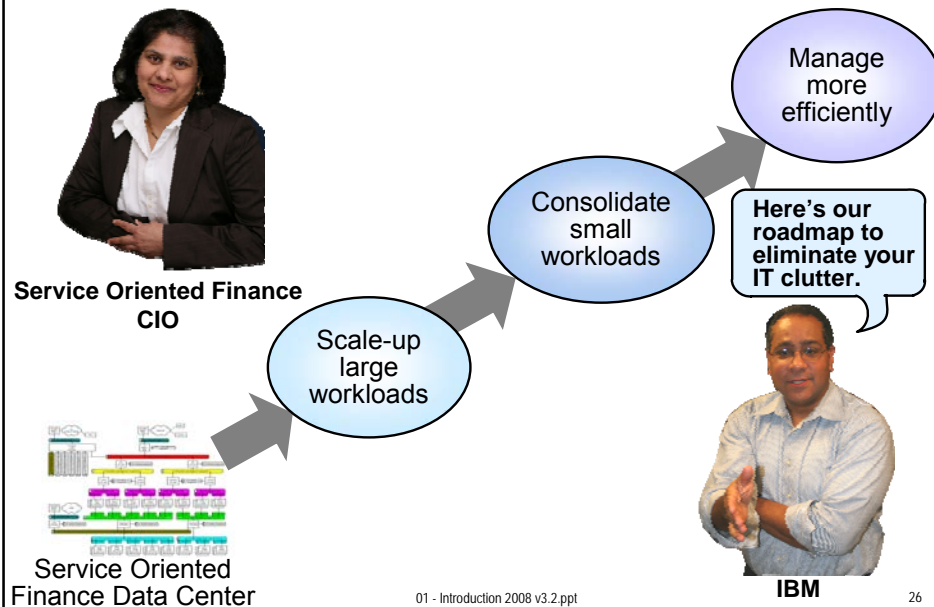 Manage
more
efficiently
Consolidate
small
workloads
Here's our
roadmap to
eliminate your
IT clutter.
Service Oriented Finance
CIO
Scale-up
large
workloads
Service Oriented
Finance Data Center
IBM
01 - Introduction 2008 v3.2.ppt
26